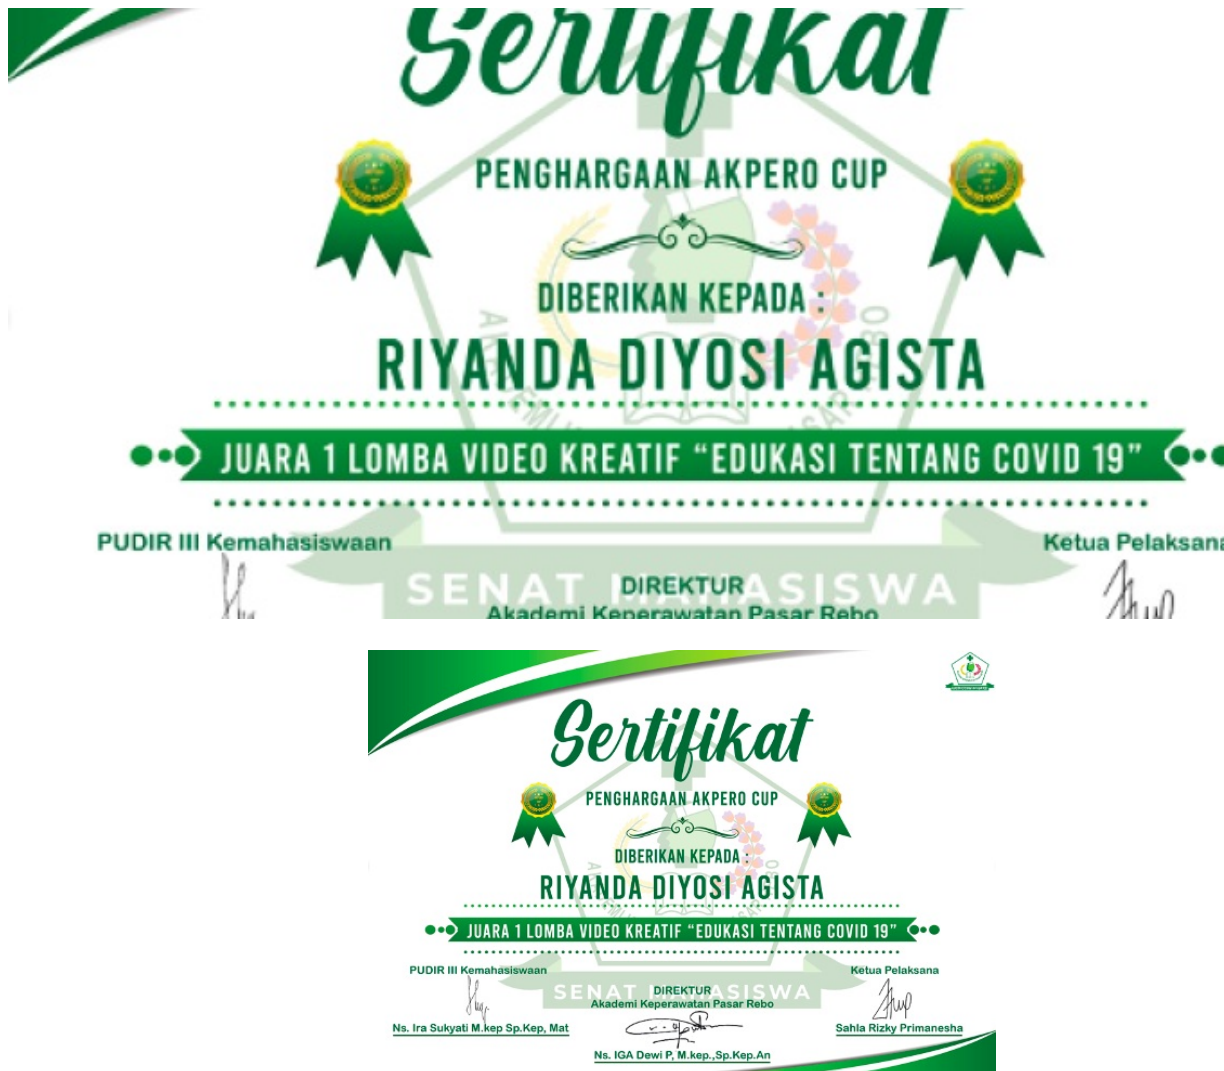 Sertifikat
PENGHARGAAN AKPERO CUP
DIBERIKAN KEPADA :
RIYANDA DIYOSI AGISTA
JUARA 1 LOMBA VIDEO KREATIF “EDUKASI TENTANG COVID 19”
PUDIR III Kemahasiswaan
Ketua Pelaksana
SENAT MAHASISWA
DIREKTUR
Akademi Keperawatan Pasar Rebo
Sertifikat
PENGHARGAAN AKPERO CUP
DIBERIKAN KEPADA :
RIYANDA DIYOSI AGISTA
JUARA 1 LOMBA VIDEO KREATIF “EDUKASI TENTANG COVID 19”
PUDIR III Kemahasiswaan
Ketua Pelaksana
SENAT MAHASISWA
DIREKTUR
Akademi Keperawatan Pasar Rebo
Ns. Ira Sukyati M.kep Sp.Kep, Mat
Sahla Rizky Primanesha
Ns. IGA Dewi P, M.kep.,Sp.Kep.An